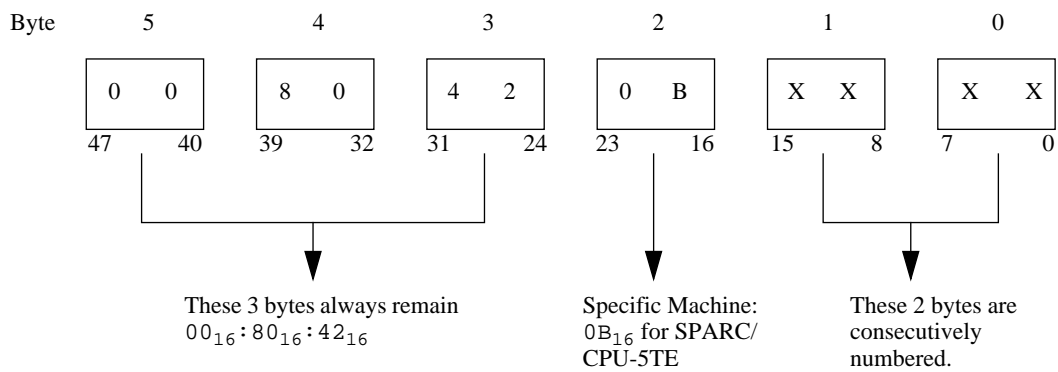 Byte 5 4 3 2 1 0
0 0 8 0 4 2 0 B X X X X
47 40 39 32 31 24 23 16 15 8 7 0
These 3 bytes always remain
00₁₆:80₁₆:42₁₆
Specific Machine:
0B₁₆ for SPARC/
CPU-5TE
These 2 bytes are
consecutively
numbered.